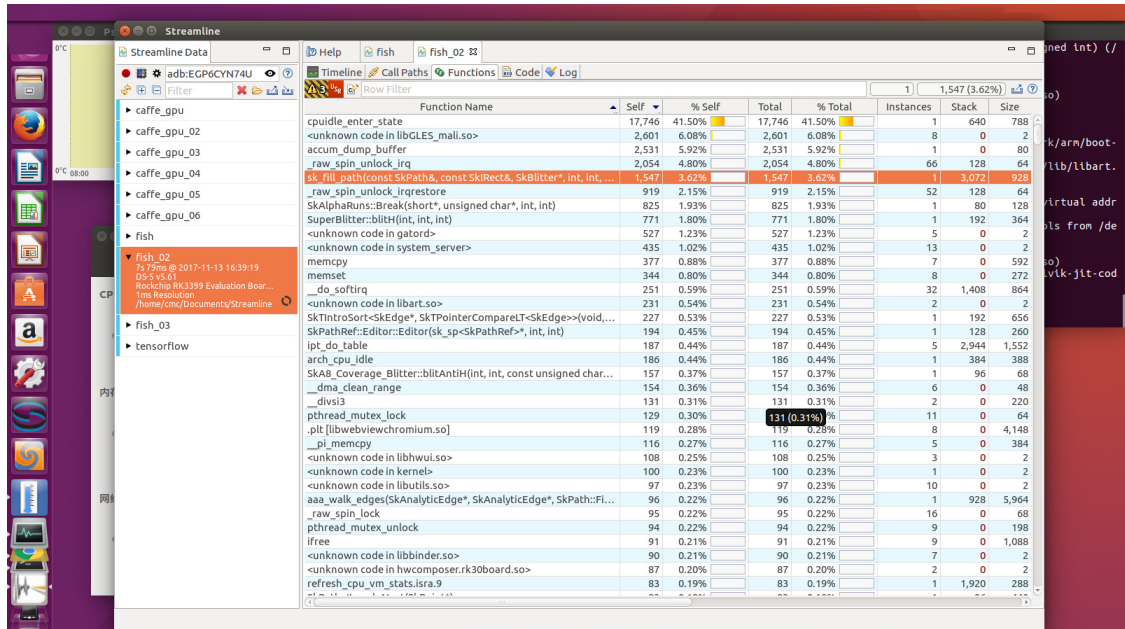 Streamline
Streamline Data
adb:EGP6CYN74U
Filter
caffe_gpu
caffe_gpu_02
caffe_gpu_03
caffe_gpu_04
caffe_gpu_05
caffe_gpu_06
fish
fish_02
7s 79ms @ 2017-11-13 16:39:19
DS-5 v5.61
Rockchip RK3399 Evaluation Boar...
1ms Resolution
/home/cmc/Documents/Streamline
fish_03
tensorflow
Help fish fish_02
Timeline Call Paths Functions Code Log
Row Filter 1 1,547 (3.62%)
Function Name Self % Self Total % Total Instances Stack Size
cpuidle_enter_state 17,746 41.50% 17,746 41.50% 1 640 788
<unknown code in libGLES_mali.so> 2,601 6.08% 2,601 6.08% 8 0 2
accum_dump_buffer 2,531 5.92% 2,531 5.92% 1 0 80
_raw_spin_unlock_irq 2,054 4.80% 2,054 4.80% 66 128 64
sk_fill_path(const SkPath&, const SkIRect&, SkBlitter*, int, int, ... 1,547 3.62% 1,547 3.62% 1 3,072 928
_raw_spin_unlock_irqrestore 919 2.15% 919 2.15% 52 128 64
SkAlphaRuns::Break(short*, unsigned char*, int, int) 825 1.93% 825 1.93% 1 80 128
SuperBlitter::blitH(int, int, int) 771 1.80% 771 1.80% 1 192 364
<unknown code in gatord> 527 1.23% 527 1.23% 5 0 2
<unknown code in system_server> 435 1.02% 435 1.02% 13 0 2
memcpy 377 0.88% 377 0.88% 7 0 592
memset 344 0.80% 344 0.80% 8 0 272
__do_softirq 251 0.59% 251 0.59% 32 1,408 864
<unknown code in libart.so> 231 0.54% 231 0.54% 2 0 2
SkTIntroSort<SkEdge*, SkTPointerCompareLT<SkEdge>>(void, ... 227 0.53% 227 0.53% 1 192 656
SkPathRef::Editor::Editor(sk_sp<SkPathRef>*, int, int) 194 0.45% 194 0.45% 1 128 260
ipt_do_table 187 0.44% 187 0.44% 5 2,944 1,552
arch_cpu_idle 186 0.44% 186 0.44% 1 384 388
SkA8_Coverage_Blitter::blitAntiH(int, int, const unsigned char... 157 0.37% 157 0.37% 1 96 68
__dma_clean_range 154 0.36% 154 0.36% 6 0 48
__divsi3 131 0.31% 131 0.31% 2 0 220
pthread_mutex_lock 129 0.30% 131 (0.31%) % 11 0 64
.plt [libwebviewchromium.so] 119 0.28% 119 0.28% 8 0 4,148
__pi_memcpy 116 0.27% 116 0.27% 5 0 384
<unknown code in libhwui.so> 108 0.25% 108 0.25% 3 0 2
<unknown code in kernel> 100 0.23% 100 0.23% 1 0 2
<unknown code in libutils.so> 97 0.23% 97 0.23% 10 0 2
aaa_walk_edges(SkAnalyticEdge*, SkAnalyticEdge*, SkPath::Fi... 96 0.22% 96 0.22% 1 928 5,964
_raw_spin_lock 95 0.22% 95 0.22% 16 0 68
pthread_mutex_unlock 94 0.22% 94 0.22% 9 0 198
ifree 91 0.21% 91 0.21% 9 0 1,088
<unknown code in libbinder.so> 90 0.21% 90 0.21% 7 0 2
<unknown code in hwcomposer.rk30board.so> 87 0.20% 87 0.20% 2 0 2
refresh_cpu_vm_stats.isra.9 83 0.19% 83 0.19% 1 1,920 288
0°C
0°C 08:00
CP
内存
gned int) (/
so)
rk/arm/boot-
/lib/libart.
virtual addr
ols from /de
so)
lvik-jit-cod